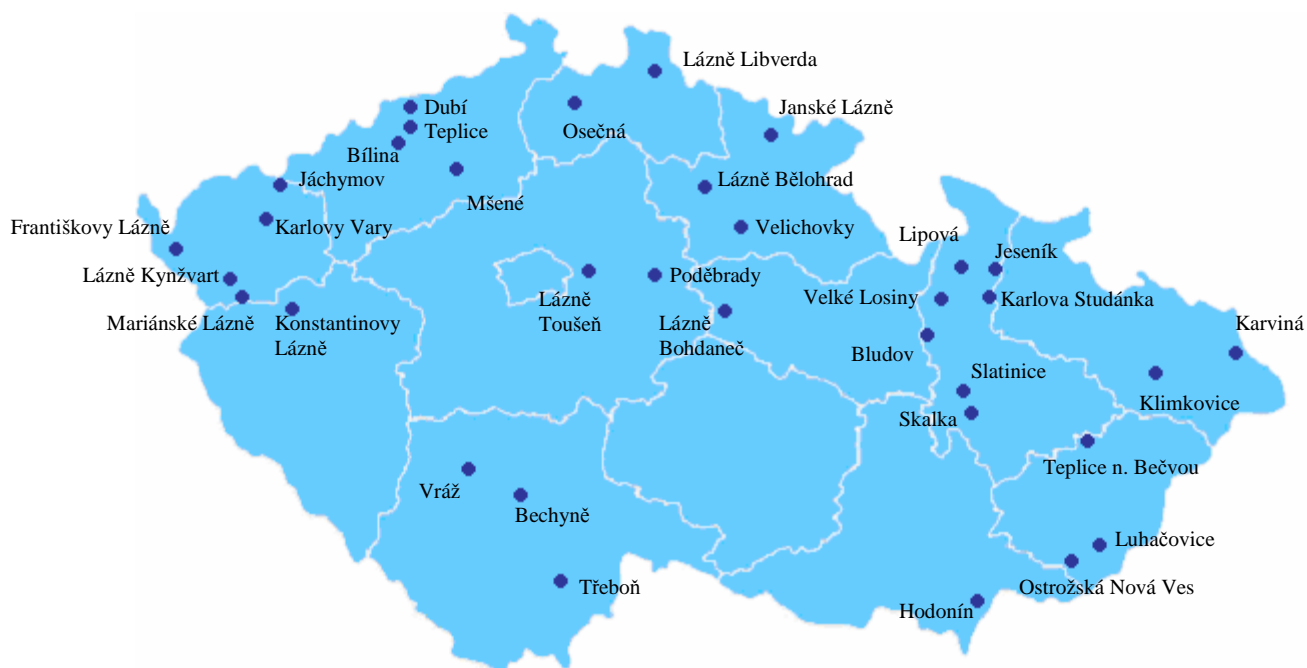 Lázně Libverda
Dubí
Janské Lázně
Teplice
Osečná
Bílina
Jáchymov
Lázně Bělohrad
Mšené
Františkovy Lázně
Karlovy Vary
Velichovky
Lipová
Jeseník
Lázně Kynžvart
Poděbrady
Lázně
Toušeň
Velké Losiny
Karlova Studánka
Mariánské Lázně
Konstantinovy
Lázně
Lázně
Bohdaneč
Karviná
Bludov
Slatinice
Klimkovice
Skalka
Teplice n. Bečvou
Vráž
Bechyně
Luhačovice
Třeboň
Ostrožská Nová Ves
Hodonín